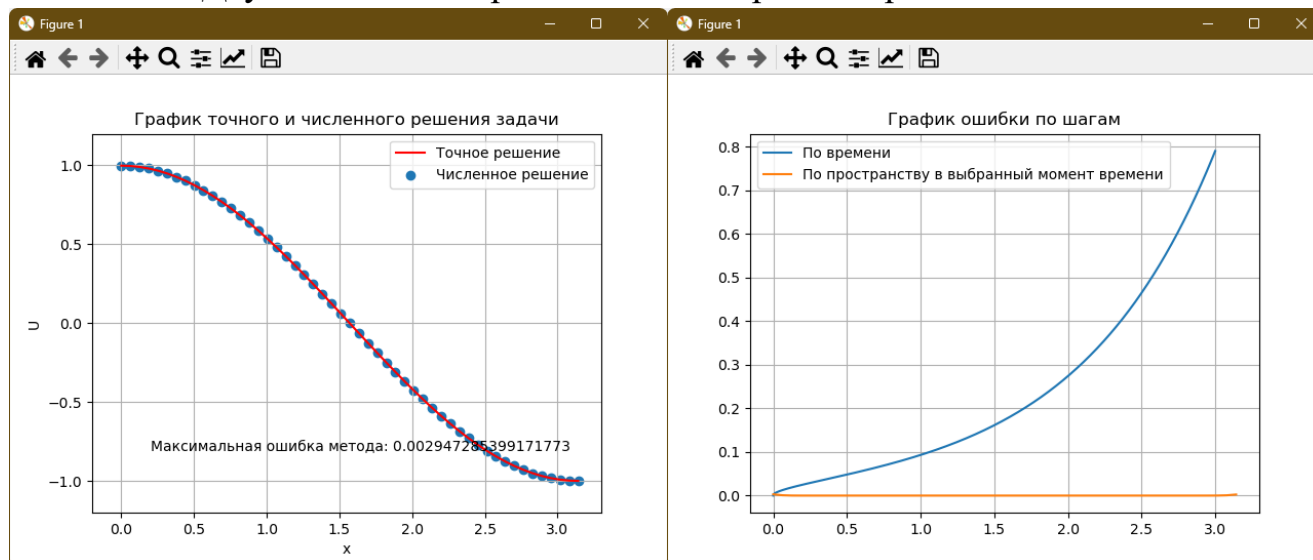 Figure 1
График точного и численного решения задачи
Точное решение
Численное решение
1.0
0.5
0.0
−0.5
−1.0
U
Максимальная ошибка метода: 0.002947285399171773
0.0 0.5 1.0 1.5 2.0 2.5 3.0
x
Figure 1
График ошибки по шагам
По времени
По пространству в выбранный момент времени
0.8
0.7
0.6
0.5
0.4
0.3
0.2
0.1
0.0
0.0 0.5 1.0 1.5 2.0 2.5 3.0